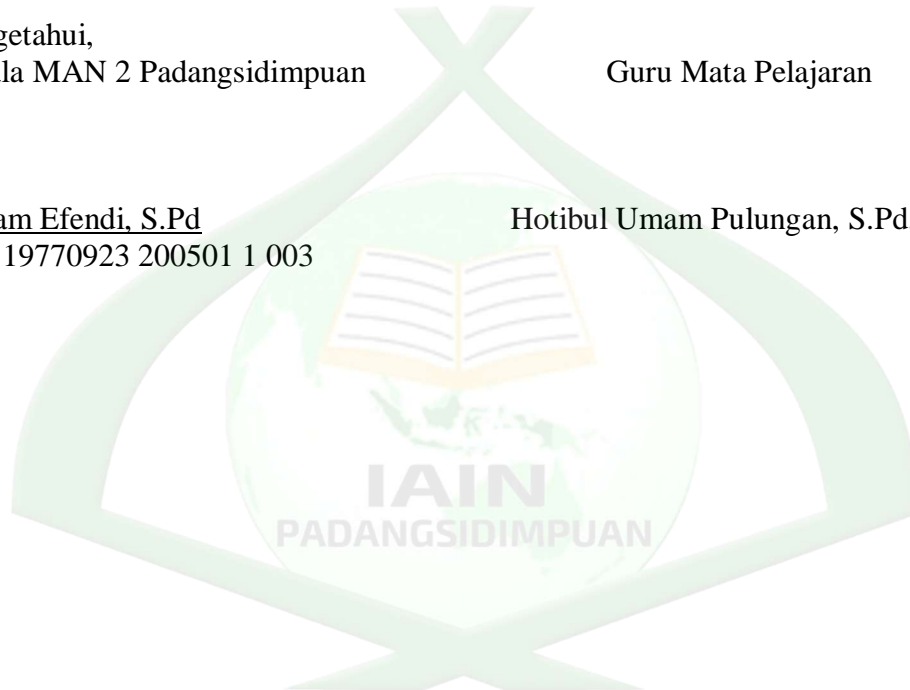 getahui,
la MAN 2 Padangsidimpuan Guru Mata Pelajaran
am Efendi, S.Pd Hotibul Umam Pulungan, S.Pd
19770923 200501 1 003
IAIN
PADANGSIDIMPUAN